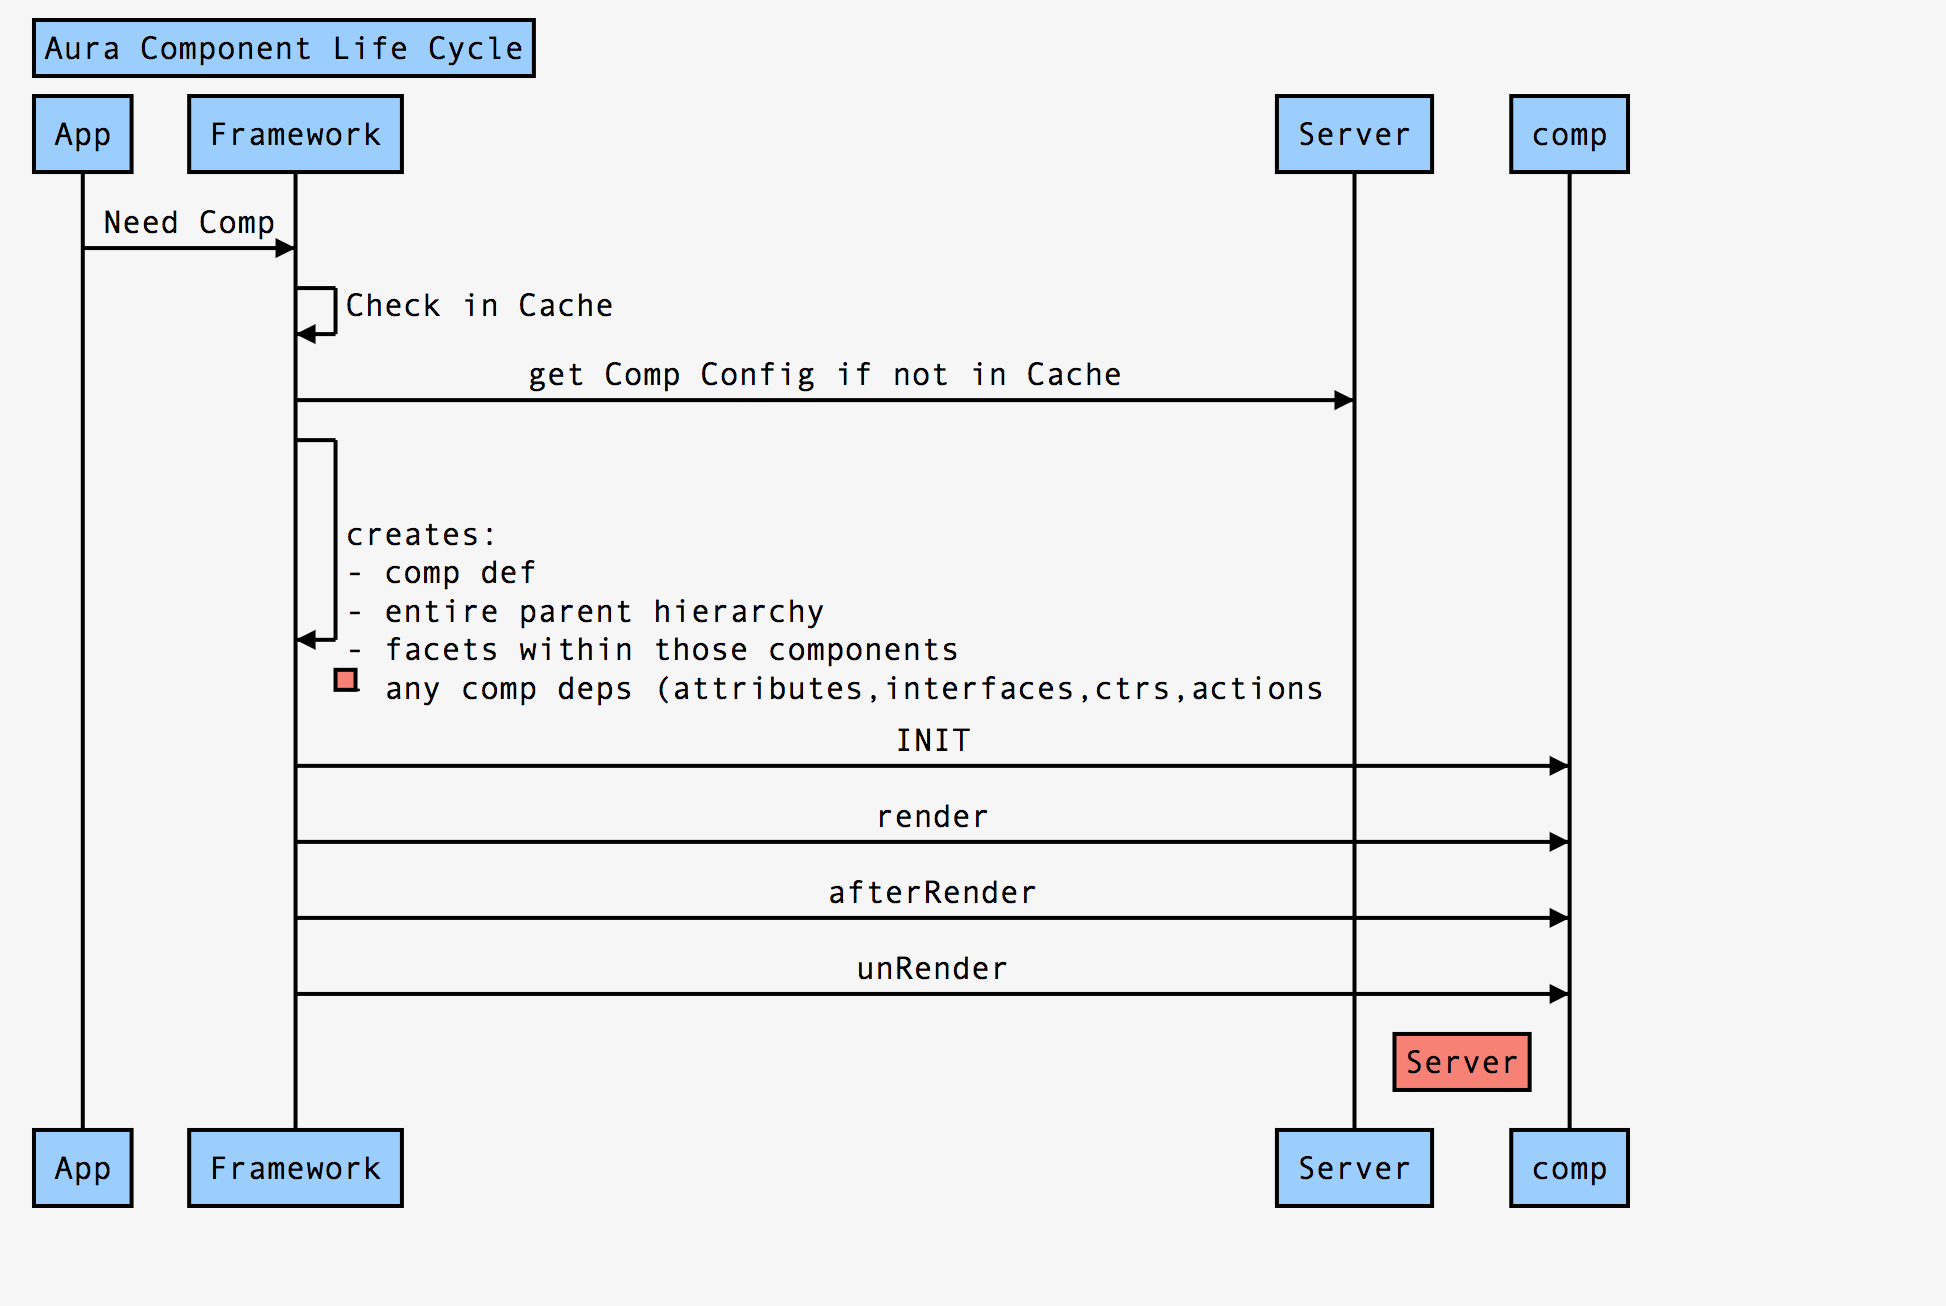 Aura Component Life Cycle
App
Framework
Server
comp
Need Comp
Check in Cache
get Comp Config if not in Cache
creates:
- comp def
- entire parent hierarchy
- facets within those components
- any comp deps (attributes,interfaces,ctrs,actions
INIT
render
afterRender
unRender
Server
App
Framework
Server
comp